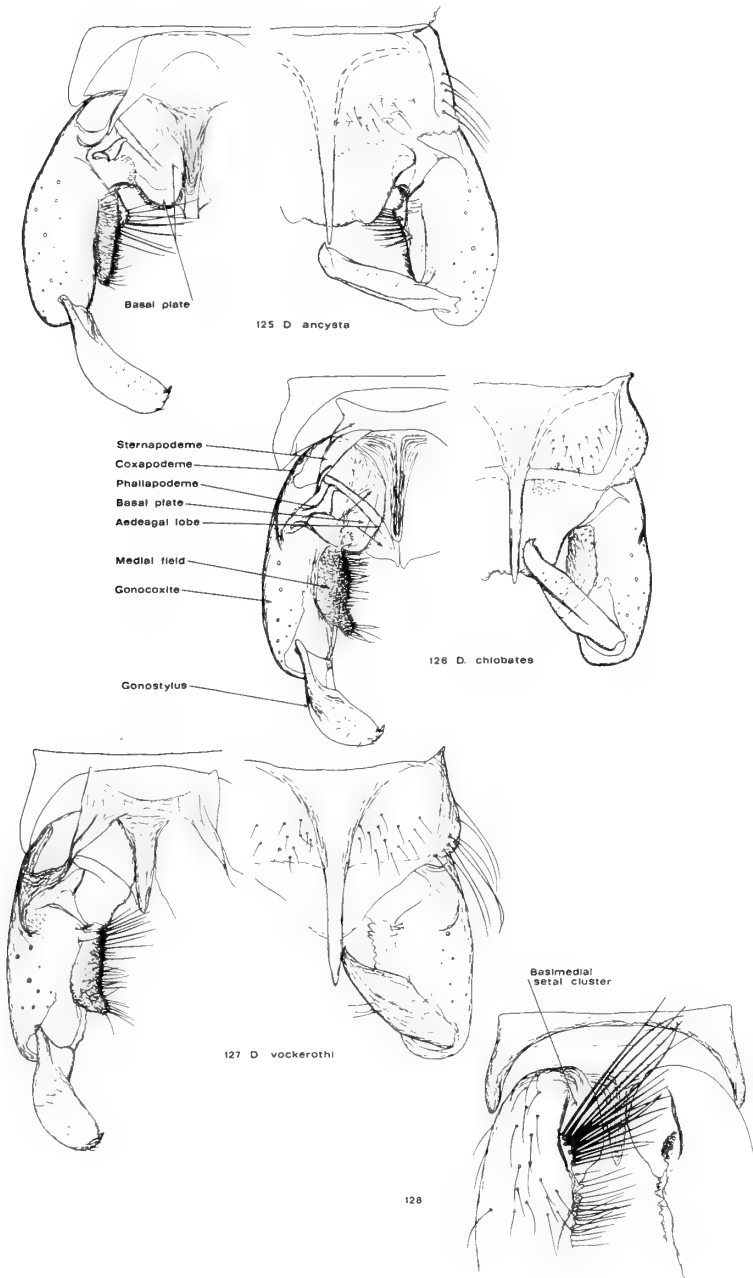 Basal plate
125 D ancysta
Sternapodeme
Coxapodeme
Phallapodeme
Basal plate
Aedeagal lobe
Medial field
Gonocoxite
126 D. chlobates
Gonostylus
Basimedial
setal cluster
127 D vockerothi
128